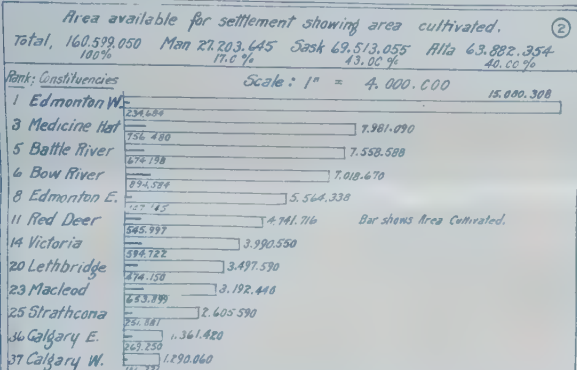 Area available for settlement showing area cultivated. 2
Total, 160.599.050 Man 27.203.645 Sask 69.513.055 Alta 63.882.354
100% 17.0% 43.00% 40.00%
Rank; Constituencies Scale: 1" = 4.000.000
1 Edmonton W. 15.080.308
234.684
3 Medicine Hat 7.981.090
756.480
5 Battle River 7.558.588
674.198
6 Bow River 7.018.670
894.584
8 Edmonton E. 5.564.338
11 Red Deer 4.741.716 Bar shows Area Cultivated.
545.997
14 Victoria 3.990.550
594.722
20 Lethbridge 3.497.590
474.150
23 Macleod 3.192.440
653.899
25 Strathcona 2.605.590
251.881
36 Calgary E. 1.361.420
269.250
37 Calgary W. 1.290.060